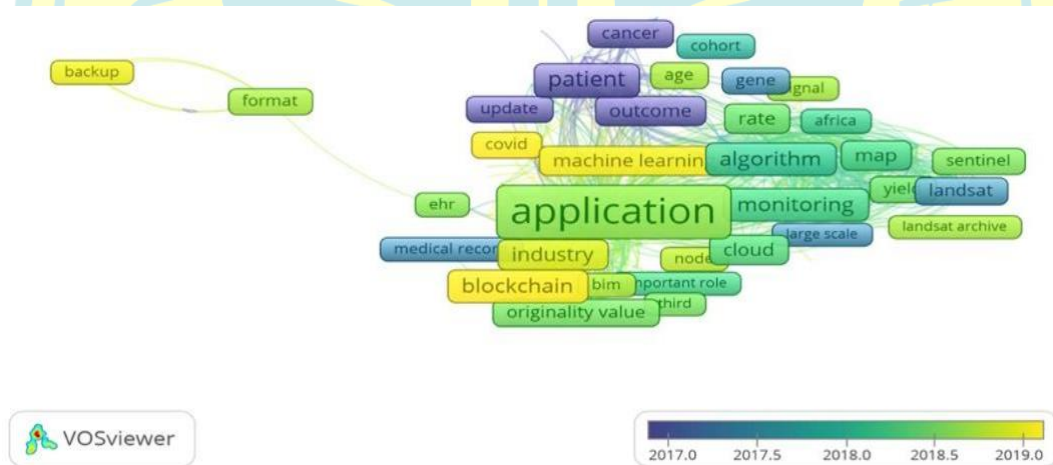 cancer
cohort
backup
patient
age
gene
gnal
format
update
outcome
rate
africa
covid
machine learnin
algorithm
map
sentinel
yiel
landsat
ehr
application
monitoring
landsat archive
large scale
medical recor
industry
node
cloud
blockchain
bim
mportant role
third
originality value
VOSviewer
2017.0 2017.5 2018.0 2018.5 2019.0